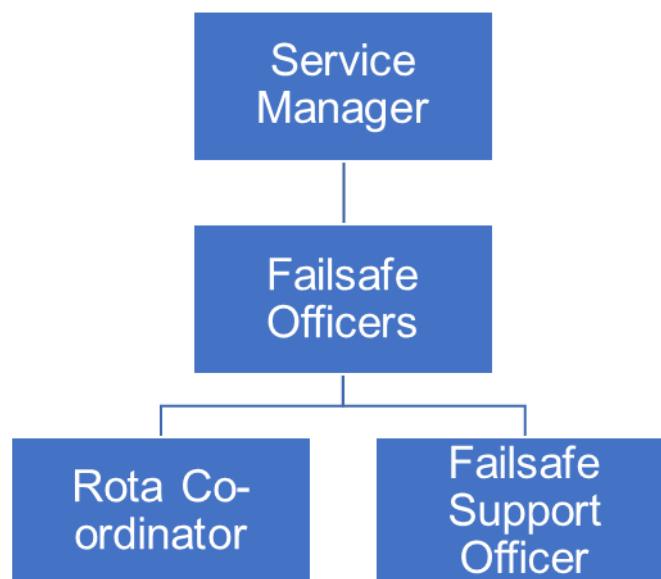 Service
Manager
Failsafe
Officers
Rota Co-
ordinator
Failsafe
Support
Officer